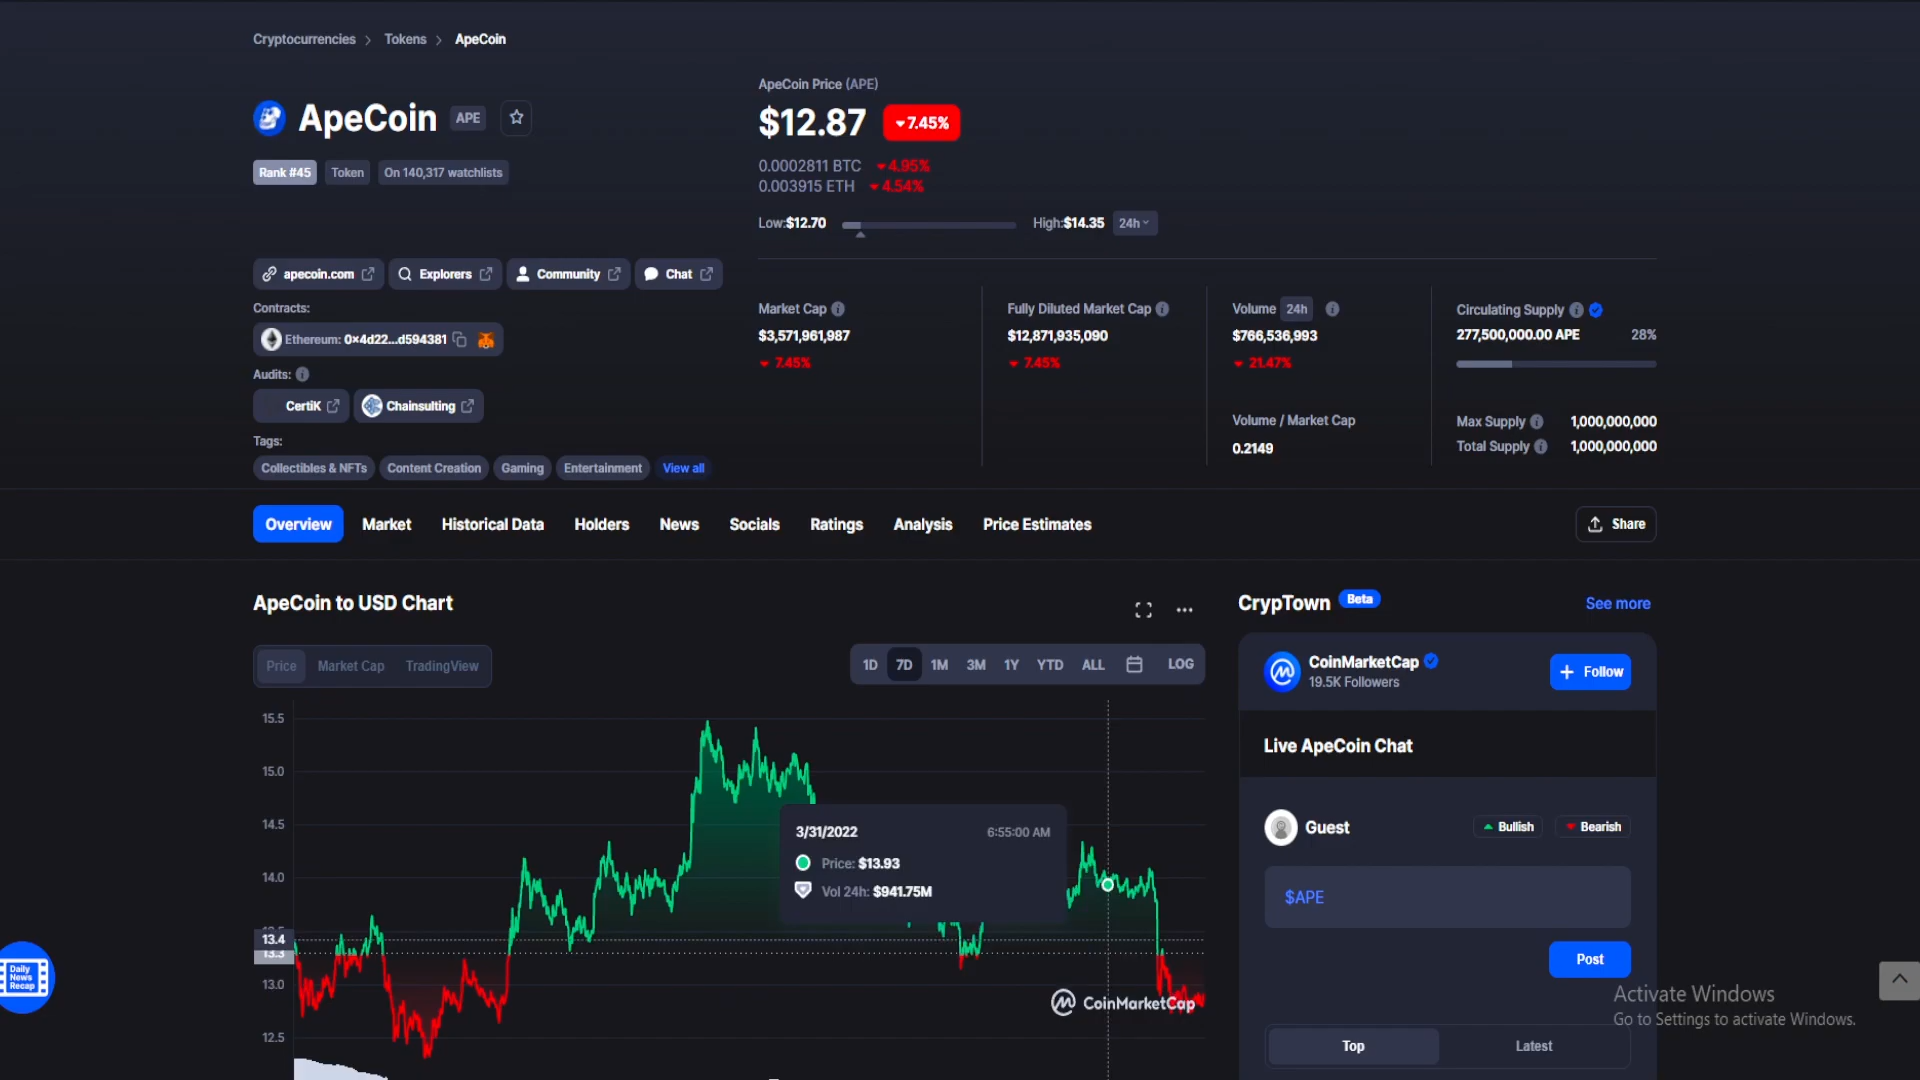 Cryptocurrencies > Tokens > ApeCoin
ApeCoin APE
Rank #45 Token On 140,317 watchlists
ApeCoin Price (APE)
$12.87 7.45%
0.0002811 BTC 4.95%
0.003915 ETH 4.54%
Low:$12.70 High:$14.35 24h
apecoin.com Explorers Community Chat
Contracts:
Ethereum: 0x4d22...d594381
Audits:
CertiK Chainsulting
Tags:
Collectibles & NFTs Content Creation Gaming Entertainment View all
Market Cap
$3,571,961,987
7.45%
Fully Diluted Market Cap
$12,871,935,090
7.45%
Volume 24h
$766,536,993
21.47%
Volume / Market Cap
0.2149
Circulating Supply
277,500,000.00 APE 28%
Max Supply 1,000,000,000
Total Supply 1,000,000,000
Overview Market Historical Data Holders News Socials Ratings Analysis Price Estimates Share
ApeCoin to USD Chart
Price Market Cap TradingView
1D 7D 1M 3M 1Y YTD ALL LOG
15.5
15.0
14.5
14.0
13.4
13.3
13.0
12.5
3/31/2022 6:55:00 AM
Price: $13.93
Vol 24h: $941.75M
CoinMarketCap
CrypTown Beta See more
CoinMarketCap
19.5K Followers
+ Follow
Live ApeCoin Chat
Guest Bullish Bearish
$APE
Post
Top Latest
Daily
News
Recap
Activate Windows
Go to Settings to activate Windows.